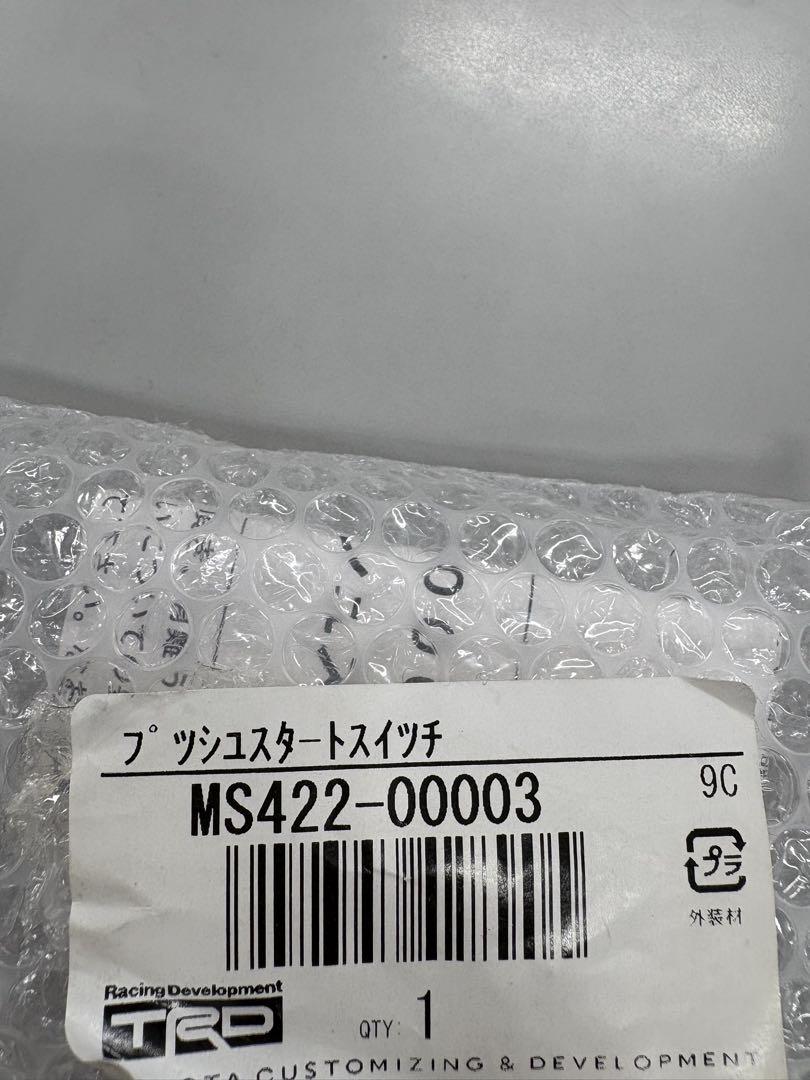 プッシュスタートスイッチ
MS422-00003
9C
プラ
外装材
Racing Development
TRD
QTY: 1
CUSTOMIZING & DEVELOPMENT